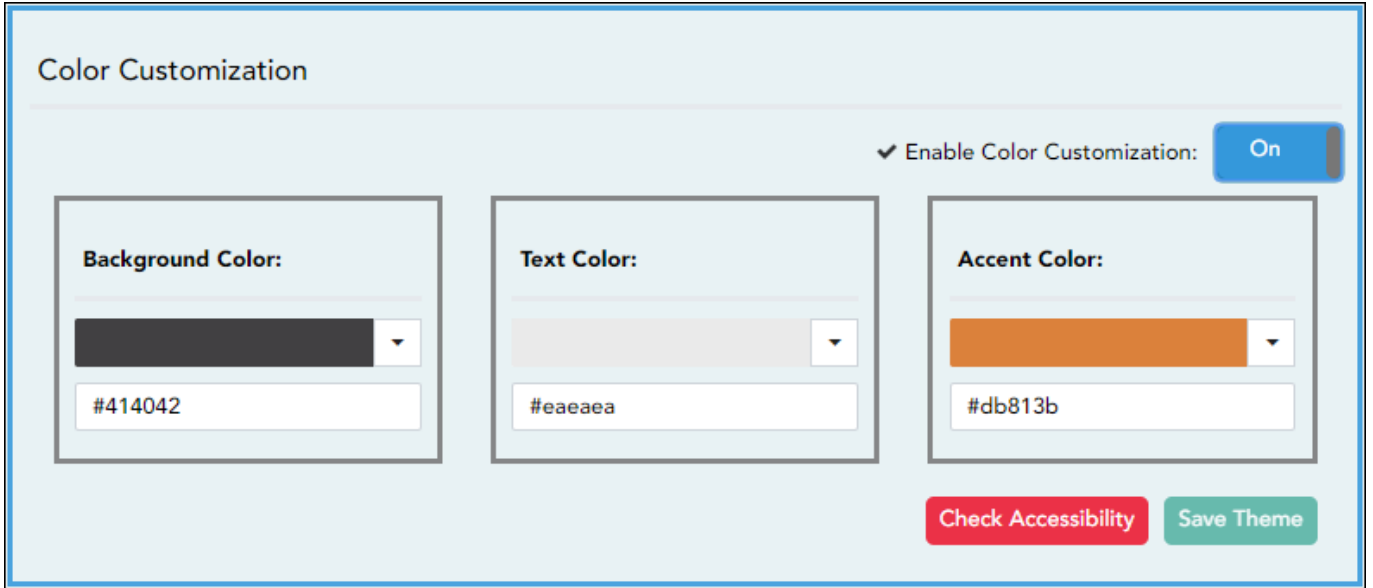 Color Customization
✔ Enable Color Customization: On
Background Color:
Text Color:
Accent Color:
#414042
#eaeaea
#db813b
Check Accessibility
Save Theme